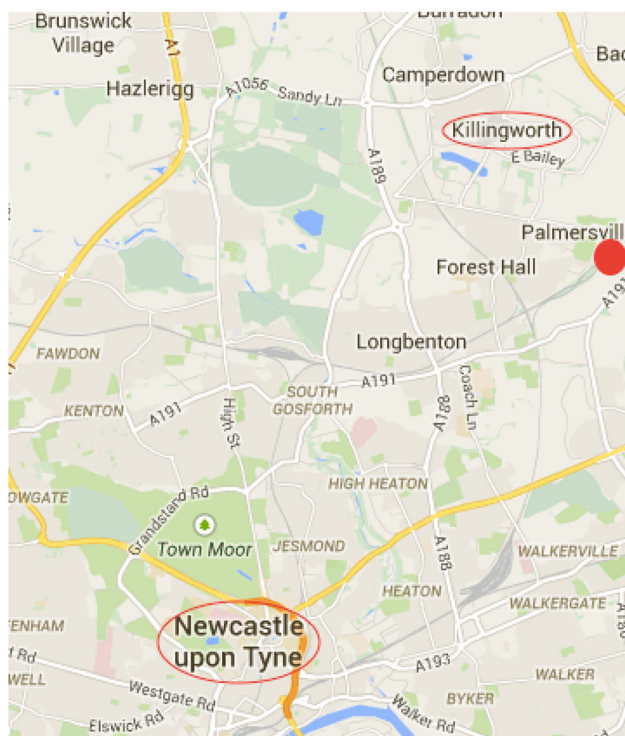 Burradon
Brunswick
Village
A1
Hazlerigg
A1056
Sandy Ln
Camperdown
Killingworth
E Bailey
A189
Forest Hall
Longbenton
A191
FAWDON
A191
Coach Ln
SOUTH
GOSFORTH
KENTON
A191
High St
A188
HIGH HEATON
Grandstand Rd
Town Moor
JESMOND
A188
WALKERVILLE
HEATON
WALKERGATE
Newcastle
upon Tyne
A193
WALKER
Westgate Rd
BYKER
Elswick Rd
Walker Rd